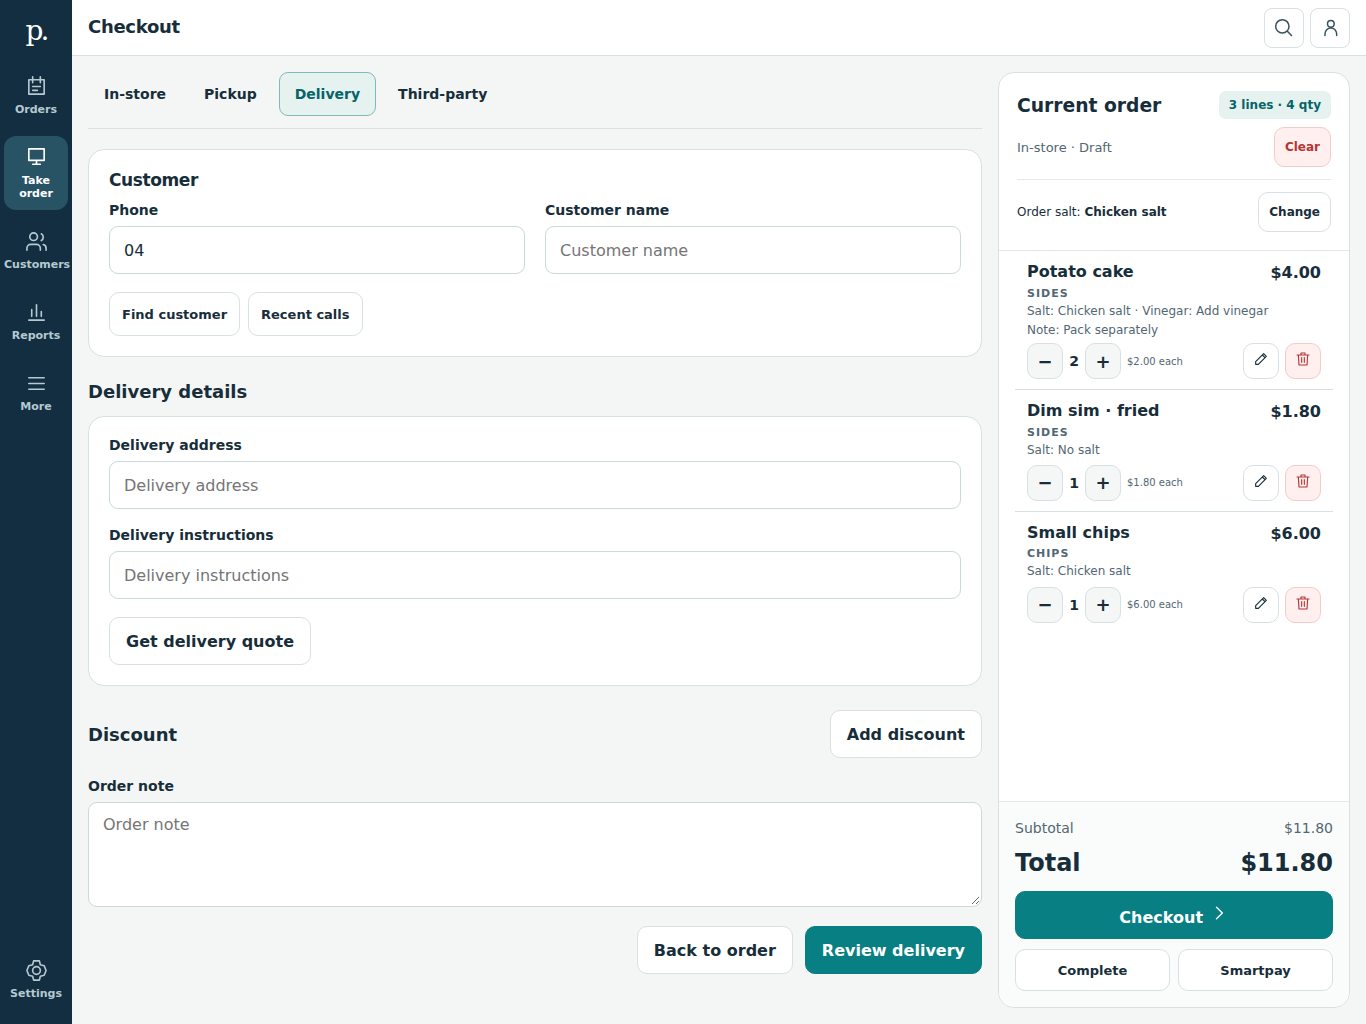 p.
Orders
Take
order
Customers
Reports
More
Settings
Checkout
In-store
Pickup
Delivery
Third-party
Customer
Phone
Customer name
04
Customer name
Find customer
Recent calls
Delivery details
Delivery address
Delivery address
Delivery instructions
Delivery instructions
Get delivery quote
Discount
Add discount
Order note
Order note
Back to order
Review delivery
Current order
3 lines · 4 qty
In-store · Draft
Clear
Order salt: Chicken salt
Change
Potato cake
$4.00
SIDES
Salt: Chicken salt · Vinegar: Add vinegar
Note: Pack separately
− 2 + $2.00 each
Dim sim · fried
$1.80
SIDES
Salt: No salt
− 1 + $1.80 each
Small chips
$6.00
CHIPS
Salt: Chicken salt
− 1 + $6.00 each
Subtotal
$11.80
Total
$11.80
Checkout
Complete
Smartpay